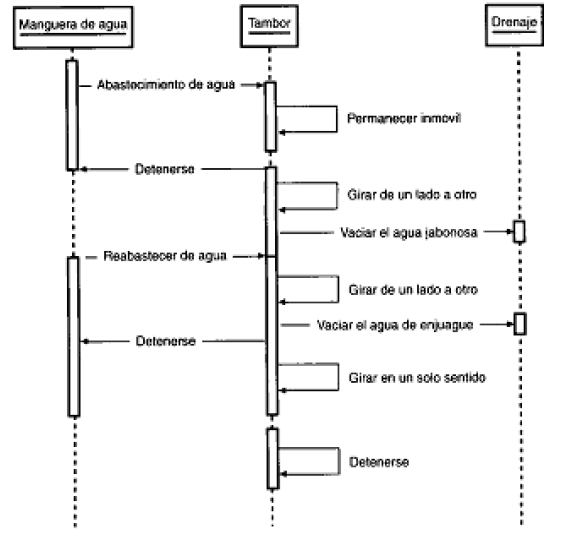 Manguera de agua
Tambor
Drenaje
Abastecimiento de agua
Permanecer inmóvil
Detenerse
Girar de un lado a otro
Vaciar el agua jabonosa
Reabastecer de agua
Girar de un lado a otro
Vaciar el agua de enjuague
Detenerse
Girar en un solo sentido
Detenerse